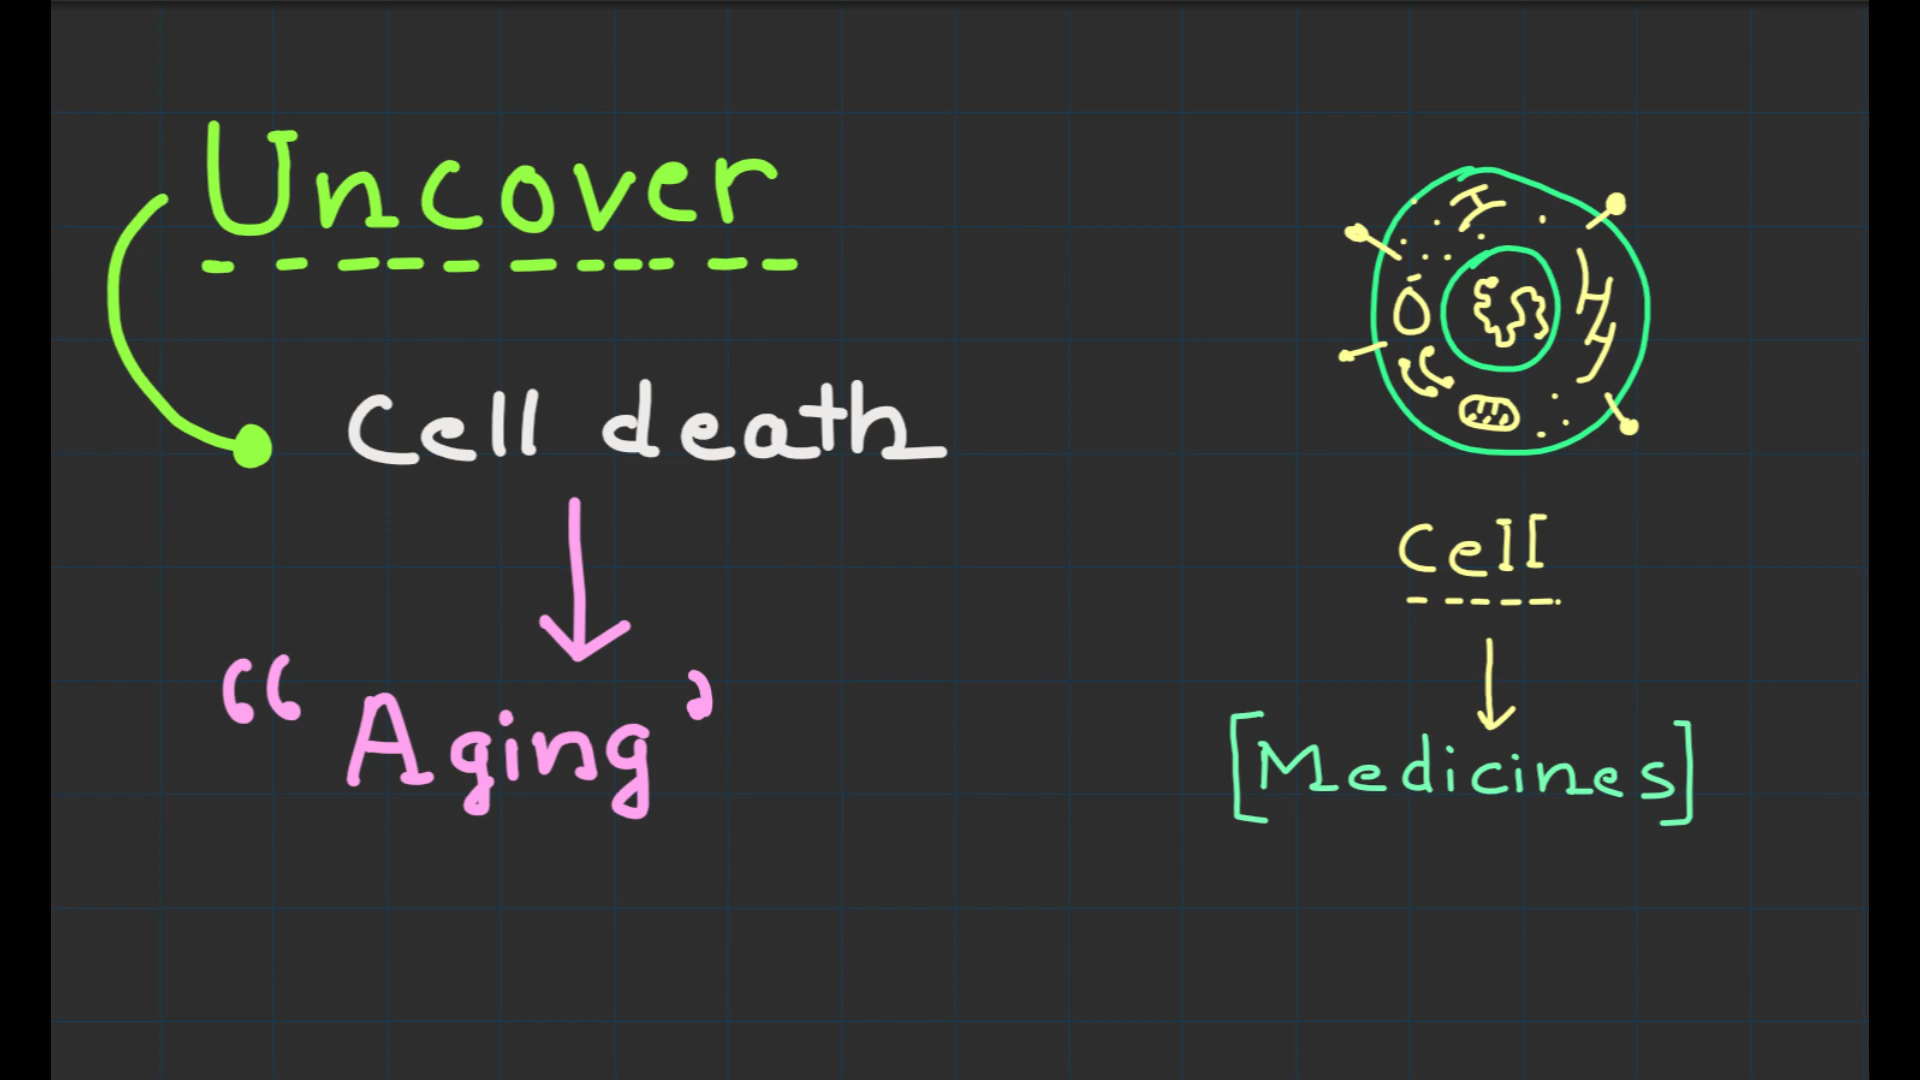 Uncover
Cell death
“Aging’
Cell
[Medicines]